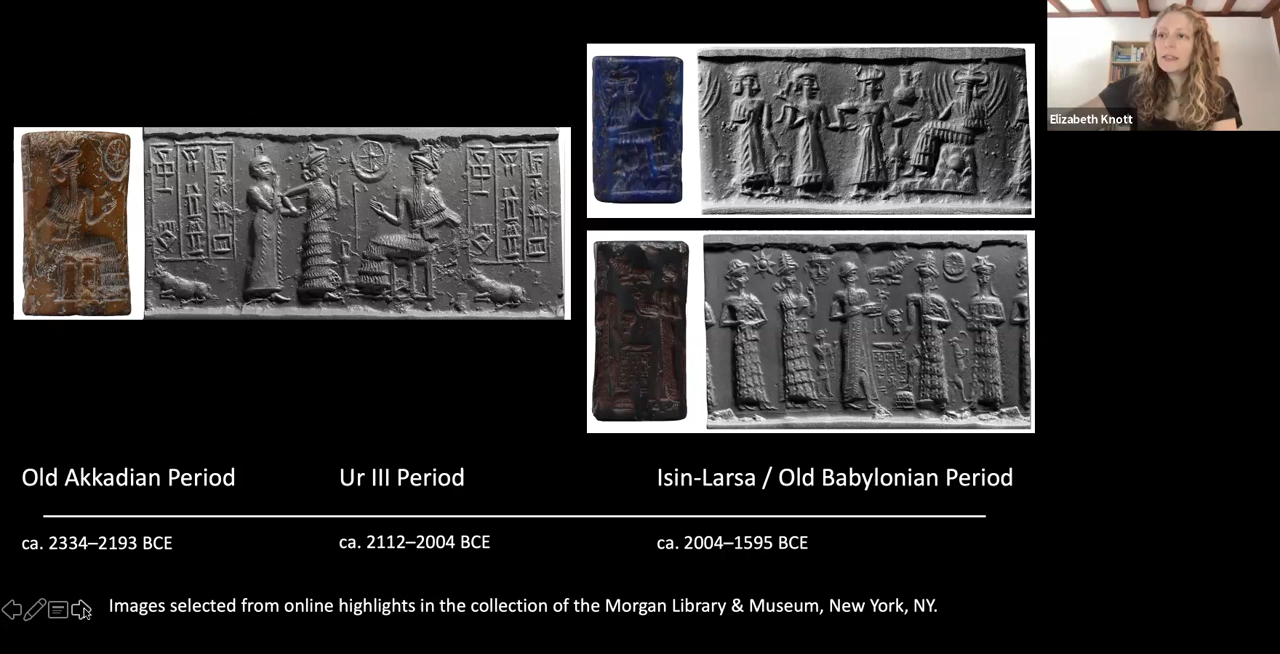 Elizabeth Knott
Old Akkadian Period
Ur III Period
Isin-Larsa / Old Babylonian Period
ca. 2334–2193 BCE
ca. 2112–2004 BCE
ca. 2004–1595 BCE
Images selected from online highlights in the collection of the Morgan Library & Museum, New York, NY.